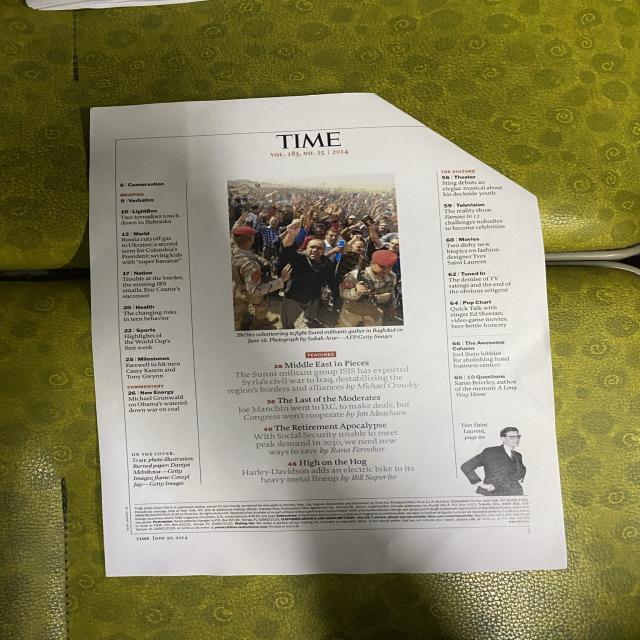 TIME
VOL. 183, NO. 25 | 2014
6 | Conversation
BRIEFING
9 | Verbatim
10 | LightBox
Two tornadoes touch
down in Nebraska
12 | World
Russia cuts off gas
to Ukraine; a second
term for Colombia's
President; saving kids
with "super bananas"
17 | Nation
Trouble at the border;
the missing IRS
emails; Eric Cantor's
successor
20 | Health
The changing risks
in teen behavior
22 | Sports
Highlights of
the World Cup's
first week
25 | Milestones
Farewell to hit men
Casey Kasem and
Tony Gwynn
COMMENTARY
26 | New Energy
Michael Grunwald
on Obama's watered-
down war on coal
ON THE COVER:
TIME photo-illustration.
Burned paper: Daniya
Melnikova—Getty
Images; flame: Coneyl
Jay—Getty Images
Shi'ites volunteering to fight Sunni militants gather in Baghdad on
June 16. Photograph by Sabah Arar—AFP/Getty Images
FEATURES
28 Middle East in Pieces
The Sunni militant group ISIS has exported
Syria's civil war to Iraq, destabilizing the
region's borders and alliances by Michael Crowley
36 The Last of the Moderates
Joe Manchin went to D.C. to make deals, but
Congress won't cooperate by Jon Meacham
40 The Retirement Apocalypse
With Social Security unable to meet
peak demand in 2030, we need new
ways to save by Rana Foroohar
48 High on the Hog
Harley-Davidson adds an electric bike to its
heavy metal lineup by Bill Saporito
THE CULTURE
56 | Theater
Sting debuts an
elegiac musical about
his dockside youth
59 | Television
The reality show
Famous in 12
challenges nobodies
to become celebrities
60 | Movies
Two dishy new
biopics on fashion
designer Yves
Saint Laurent
62 | Tuned In
The demise of TV
ratings and the end of
the obvious zeitgeist
64 | Pop Chart
Quick Talk with
singer Ed Sheeran;
video-game movies;
beer-bottle honesty
66 | The Awesome
Column
Joel Stein lobbies
for abolishing hotel
business centers
68 | 10 Questions
Saroo Brierley, author
of the memoir A Long
Way Home
Yves Saint
Laurent,
page 60
TIME June 30, 2014